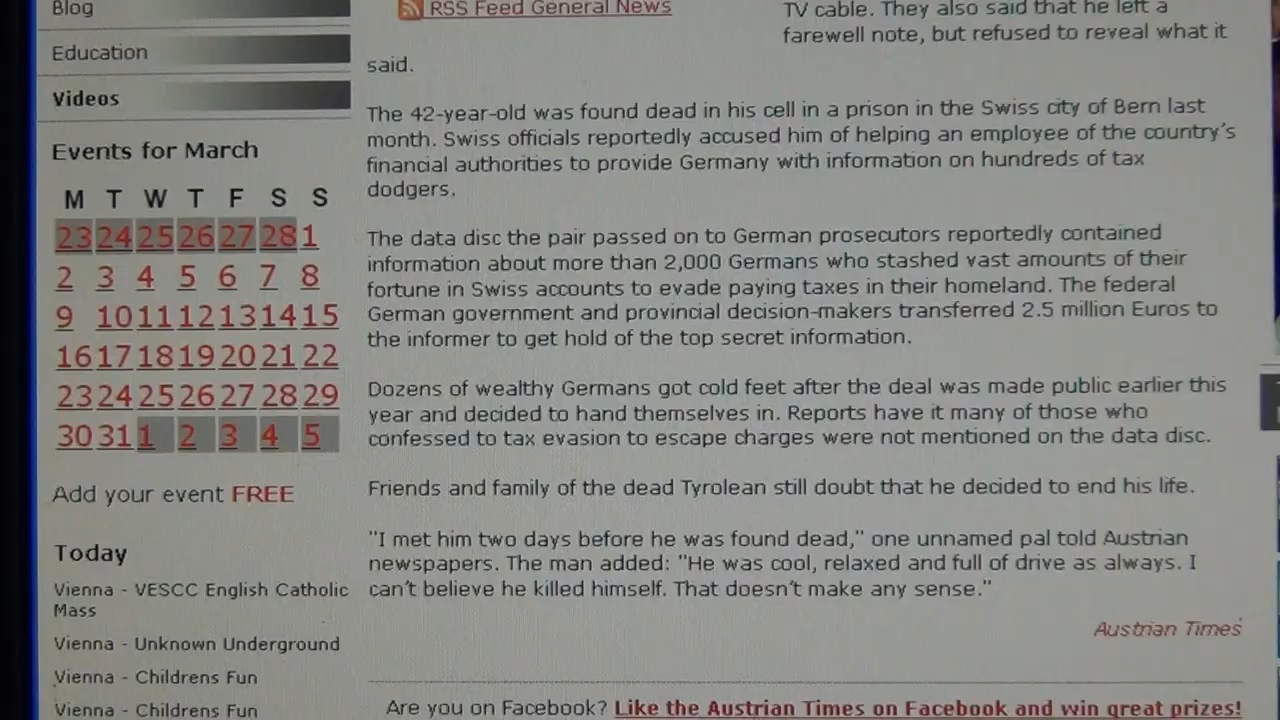 Blog
Education
Videos
Events for March
M T W T F S S
23 24 25 26 27 28 1
2 3 4 5 6 7 8
9 10 11 12 13 14 15
16 17 18 19 20 21 22
23 24 25 26 27 28 29
30 31 1 2 3 4 5
Add your event FREE
Today
Vienna - VESCC English Catholic
Mass
Vienna - Unknown Underground
Vienna - Childrens Fun
Vienna - Childrens Fun
RSS Feed General News
TV cable. They also said that he left a
farewell note, but refused to reveal what it
said.
The 42-year-old was found dead in his cell in a prison in the Swiss city of Bern last
month. Swiss officials reportedly accused him of helping an employee of the country's
financial authorities to provide Germany with information on hundreds of tax
dodgers.
The data disc the pair passed on to German prosecutors reportedly contained
information about more than 2,000 Germans who stashed vast amounts of their
fortune in Swiss accounts to evade paying taxes in their homeland. The federal
German government and provincial decision-makers transferred 2.5 million Euros to
the informer to get hold of the top secret information.
Dozens of wealthy Germans got cold feet after the deal was made public earlier this
year and decided to hand themselves in. Reports have it many of those who
confessed to tax evasion to escape charges were not mentioned on the data disc.
Friends and family of the dead Tyrolean still doubt that he decided to end his life.
"I met him two days before he was found dead," one unnamed pal told Austrian
newspapers. The man added: "He was cool, relaxed and full of drive as always. I
can't believe he killed himself. That doesn't make any sense."
Austrian Times
Are you on Facebook? Like the Austrian Times on Facebook and win great prizes!